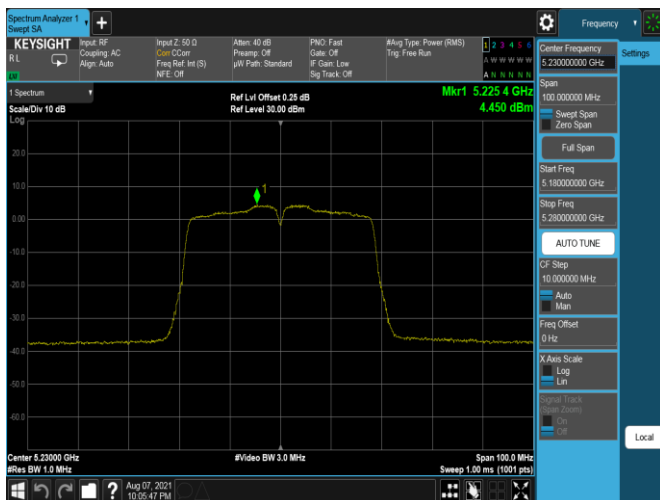 Spectrum Analyzer 1
Swept SA
Frequency
KEYSIGHT
R L
LU
Input: RF
Coupling: AC
Align: Auto
Input Z: 50 Ω
Corr CCorr
Freq Ref: Int (S)
NFE: Off
Atten: 40 dB
Preamp: Off
µW Path: Standard
PNO: Fast
Gate: Off
IF Gain: Low
Sig Track: Off
#Avg Type: Power (RMS)
Trig: Free Run
1 2 3 4 5 6
A W W W W W
A N N N N N
1 Spectrum
Scale/Div 10 dB
Log
Ref Lvl Offset 0.25 dB
Ref Level 30.00 dBm
Mkr1 5.225 4 GHz
4.450 dBm
20.0
10.0
0.00
-10.0
-20.0
-30.0
-40.0
-50.0
-60.0
1
Center 5.23000 GHz
#Res BW 1.0 MHz
#Video BW 3.0 MHz
Span 100.0 MHz
Sweep 1.00 ms (1001 pts)
Aug 07, 2021
10:05:47 PM
?
Center Frequency
5.230000000 GHz
Span
100.000000 MHz
Swept Span
Zero Span
Full Span
Start Freq
5.180000000 GHz
Stop Freq
5.280000000 GHz
AUTO TUNE
CF Step
10.000000 MHz
Auto
Man
Freq Offset
0 Hz
X Axis Scale
Log
Lin
Signal Track
(Span Zoom)
On
Off
Settings
Local